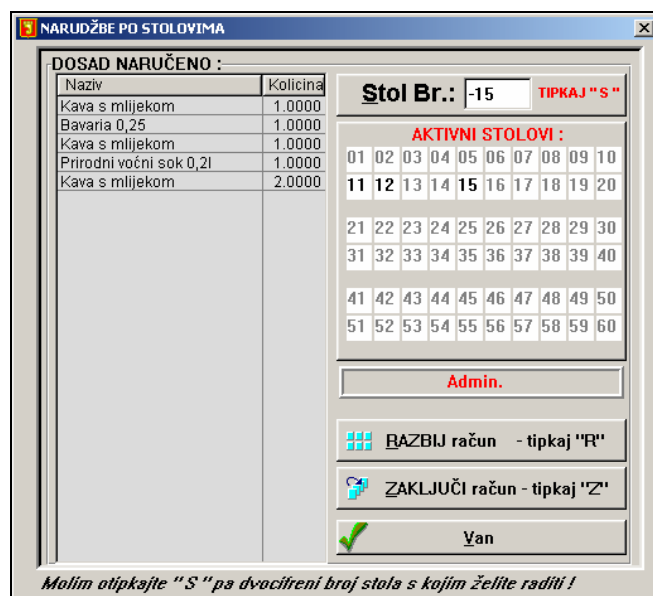 NARUDŽBE PO STOLOVIMA
DOSAD NARUČENO :
Naziv Kolicina
Kava s mlijekom 1.0000
Bavaria 0,25 1.0000
Kava s mlijekom 1.0000
Prirodni voćni sok 0,2l 1.0000
Kava s mlijekom 2.0000
Stol Br.: -15 TIPKAJ "S"
AKTIVNI STOLOVI :
01 02 03 04 05 06 07 08 09 10
11 12 13 14 15 16 17 18 19 20
21 22 23 24 25 26 27 28 29 30
31 32 33 34 35 36 37 38 39 40
41 42 43 44 45 46 47 48 49 50
51 52 53 54 55 56 57 58 59 60
Admin.
RAZBIJ račun - tipkaj "R"
ZAKLJUČI račun - tipkaj "Z"
Van
Molim otipkajte "S "pa dvocifreni broj stola s kojim želite raditi !